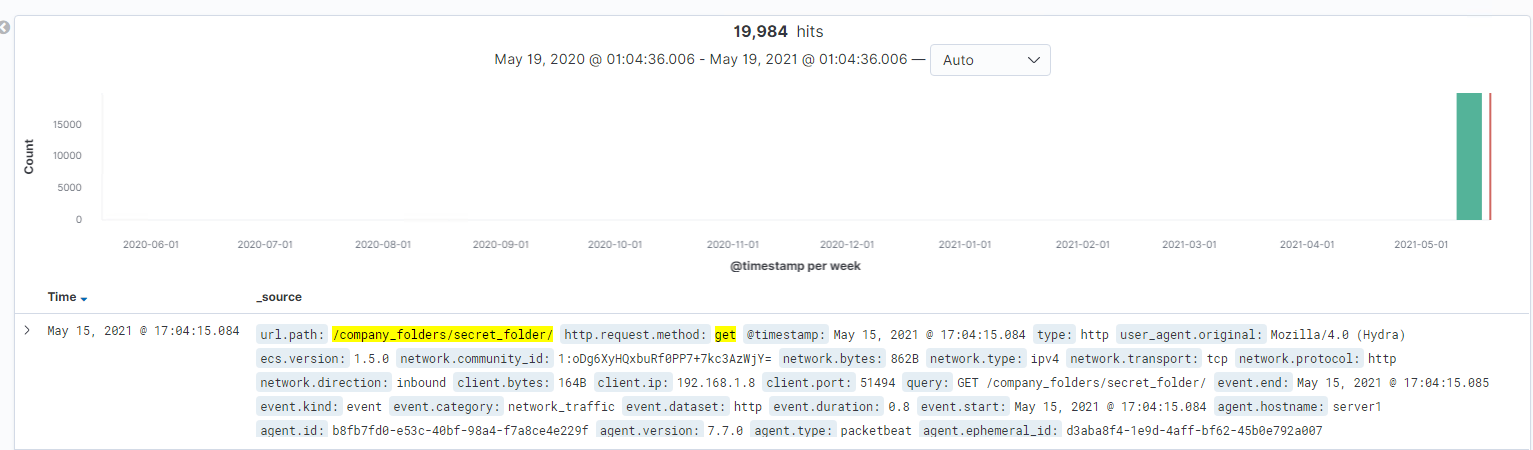 19,984 hits
May 19, 2020 @ 01:04:36.006 - May 19, 2021 @ 01:04:36.006 — Auto
Count
15000
10000
5000
0
2020-06-01 2020-07-01 2020-08-01 2020-09-01 2020-10-01 2020-11-01 2020-12-01 2021-01-01 2021-02-01 2021-03-01 2021-04-01 2021-05-01
@timestamp per week
Time _source
May 15, 2021 @ 17:04:15.084 url.path: /company_folders/secret_folder/ http.request.method: get @timestamp: May 15, 2021 @ 17:04:15.084 type: http user_agent.original: Mozilla/4.0 (Hydra)
ecs.version: 1.5.0 network.community_id: 1:oDg6XyHQxbuRf0PP7+7kc3AzWjY= network.bytes: 862B network.type: ipv4 network.transport: tcp network.protocol: http
network.direction: inbound client.bytes: 164B client.ip: 192.168.1.8 client.port: 51494 query: GET /company_folders/secret_folder/ event.end: May 15, 2021 @ 17:04:15.085
event.kind: event event.category: network_traffic event.dataset: http event.duration: 0.8 event.start: May 15, 2021 @ 17:04:15.084 agent.hostname: server1
agent.id: b8fb7fd0-e53c-40bf-98a4-f7a8ce4e229f agent.version: 7.7.0 agent.type: packetbeat agent.ephemeral_id: d3aba8f4-1e9d-4aff-bf62-45b0e792a007